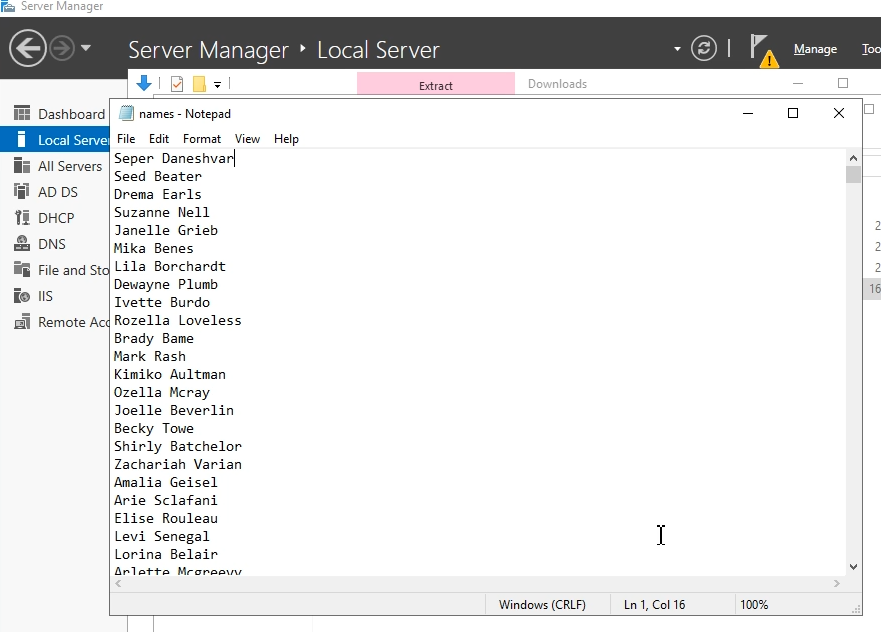 Server Manager
Server Manager ‣ Local Server
Manage
Extract
Downloads
Dashboard
Local Server
All Servers
AD DS
DHCP
DNS
File and Sto
IIS
Remote Acc
names - Notepad
File Edit Format View Help
Seper Daneshvar
Seed Beater
Drema Earls
Suzanne Nell
Janelle Grieb
Mika Benes
Lila Borchardt
Dewayne Plumb
Ivette Burdo
Rozella Loveless
Brady Bame
Mark Rash
Kimiko Aultman
Ozella Mcray
Joelle Beverlin
Becky Towe
Shirly Batchelor
Zachariah Varian
Amalia Geisel
Arie Sclafani
Elise Rouleau
Levi Senegal
Lorina Belair
Arlette Mcgreevy
Windows (CRLF)
Ln 1, Col 16
100%
2
2
2
16